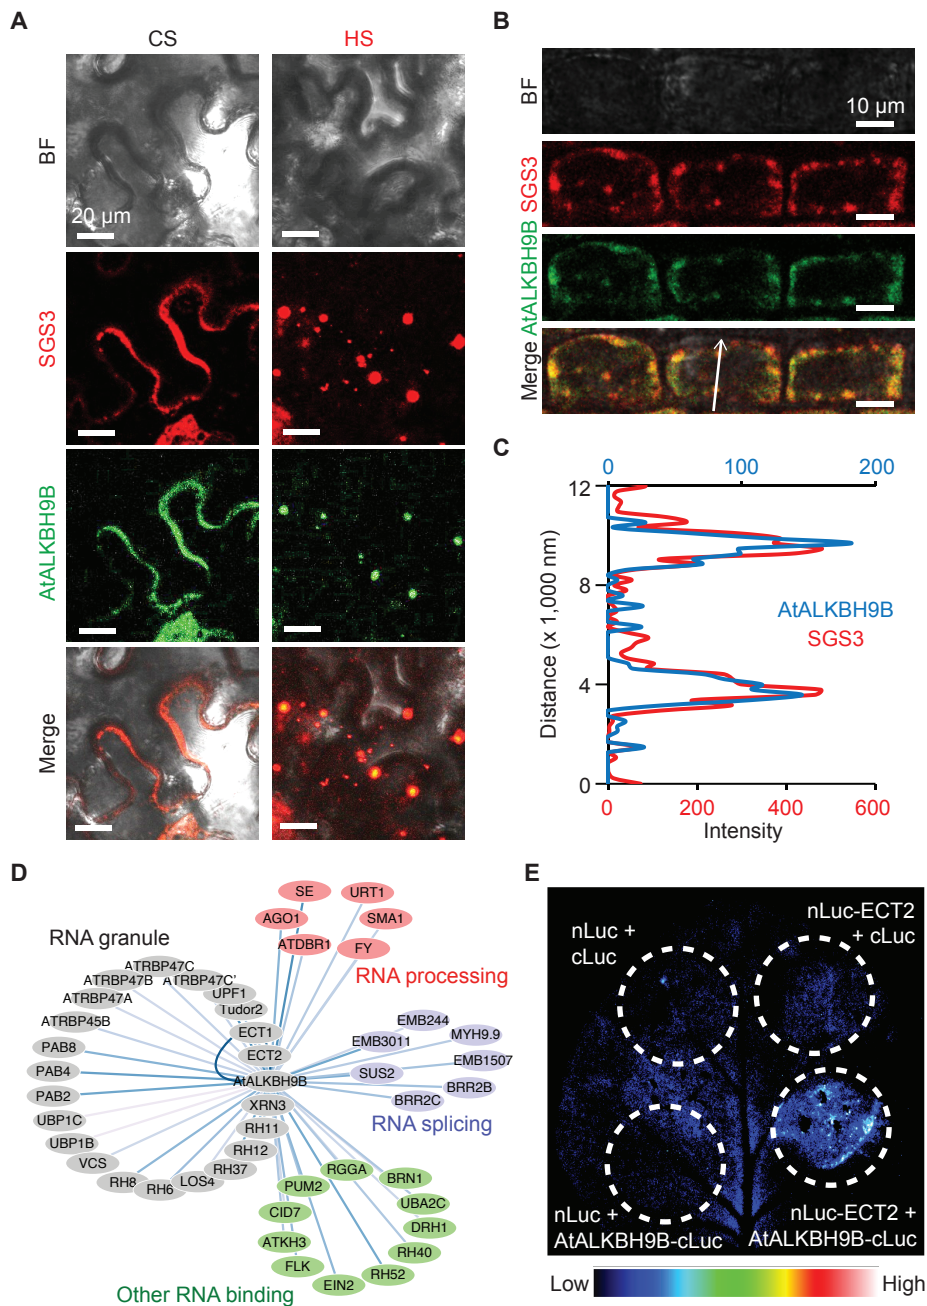 A
CS
HS
BF
20 µm
SGS3
AtALKBH9B
Merge
B
BF
10 µm
SGS3
AtALKBH9B
Merge
C
0
100
200
12
8
4
0
Distance (x 1,000 nm)
AtALKBH9B
SGS3
0
200
400
600
Intensity
D
RNA granule
SE
URT1
AGO1
SMA1
ATDBR1
FY
RNA processing
ATRBP47C
ATRBP47B
ATRBP47C'
ATRBP47A
UPF1
Tudor2
ATRBP45B
ECT1
PAB8
ECT2
PAB4
AtALKBH9B
PAB2
XRN3
UBP1C
RH11
UBP1B
RH12
VCS
RH37
RH8
RH6
LOS4
EMB244
MYH9.9
EMB3011
EMB1507
SUS2
BRR2B
BRR2C
RNA splicing
RGGA
BRN1
PUM2
UBA2C
CID7
DRH1
ATKH3
RH40
FLK
RH52
EIN2
Other RNA binding
E
nLuc +
cLuc
nLuc-ECT2
+ cLuc
nLuc +
AtALKBH9B-cLuc
nLuc-ECT2 +
AtALKBH9B-cLuc
Low
High